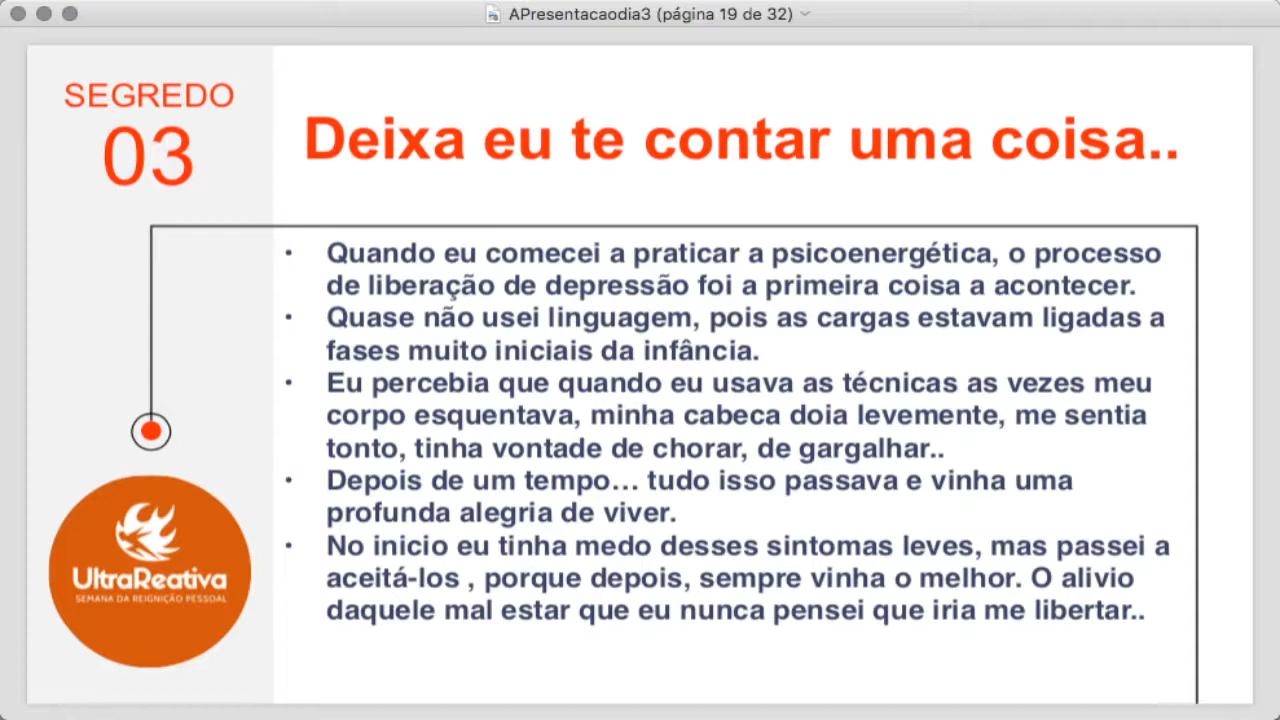 APresentacaodia3 (página 19 de 32)
SEGREDO
03
Deixa eu te contar uma coisa..
• Quando eu comecei a praticar a psicoenergética, o processo
de liberação de depressão foi a primeira coisa a acontecer.
• Quase não usei linguagem, pois as cargas estavam ligadas a
fases muito iniciais da infância.
• Eu percebia que quando eu usava as técnicas as vezes meu
corpo esquentava, minha cabeca doia levemente, me sentia
tonto, tinha vontade de chorar, de gargalhar..
• Depois de um tempo… tudo isso passava e vinha uma
profunda alegria de viver.
• No inicio eu tinha medo desses sintomas leves, mas passei a
aceitá-los , porque depois, sempre vinha o melhor. O alivio
daquele mal estar que eu nunca pensei que iria me libertar..
UltraReativa
SEMANA DA REIGNIÇÃO PESSOAL